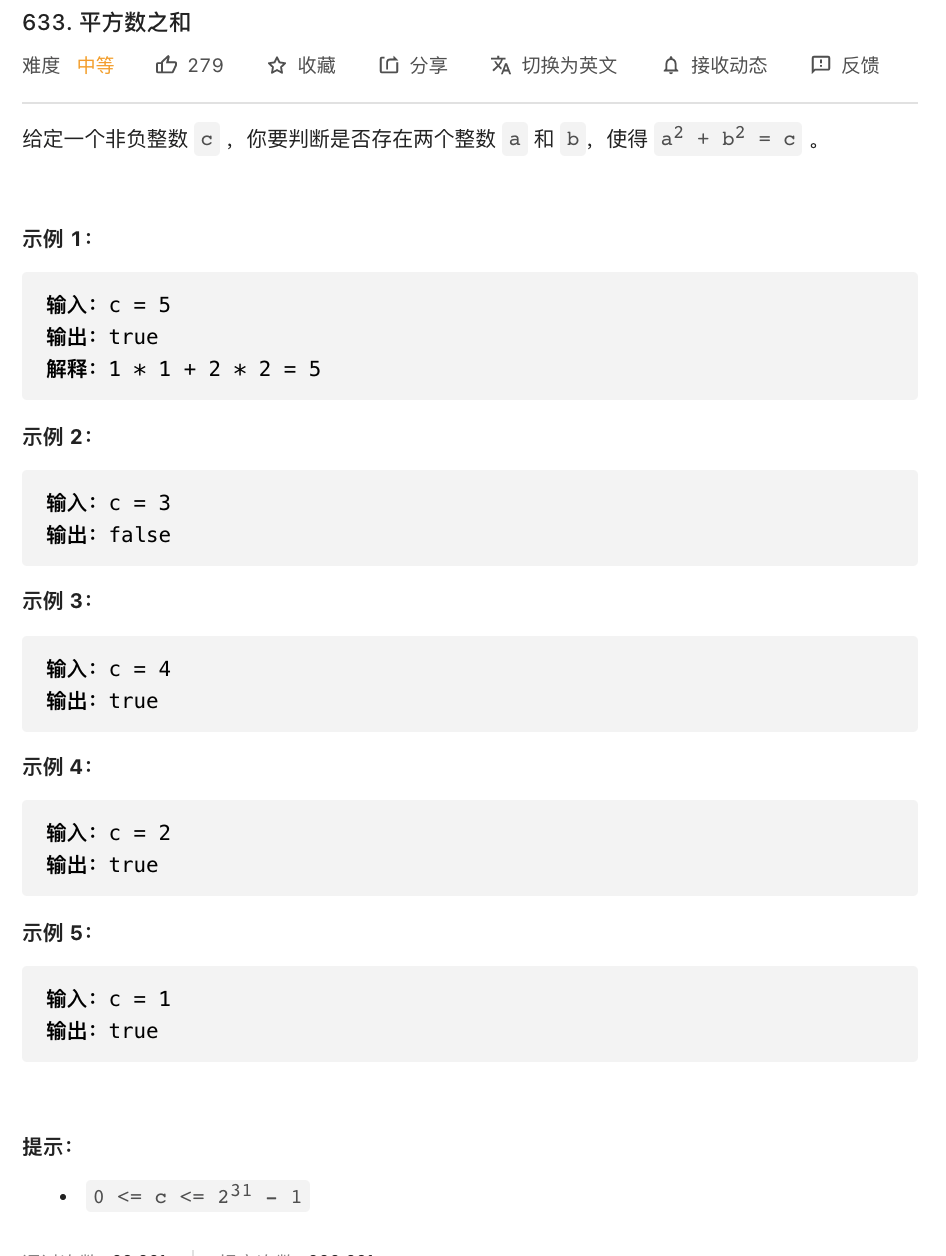 633. 平方数之和
难度 中等 279 收藏 分享 切换为英文 接收动态 反馈
给定一个非负整数 c ，你要判断是否存在两个整数 a 和 b，使得 a² + b² = c 。
示例 1：
输入：c = 5
输出：true
解释：1 * 1 + 2 * 2 = 5
示例 2：
输入：c = 3
输出：false
示例 3：
输入：c = 4
输出：true
示例 4：
输入：c = 2
输出：true
示例 5：
输入：c = 1
输出：true
提示：
• 0 <= c <= 2³¹ - 1